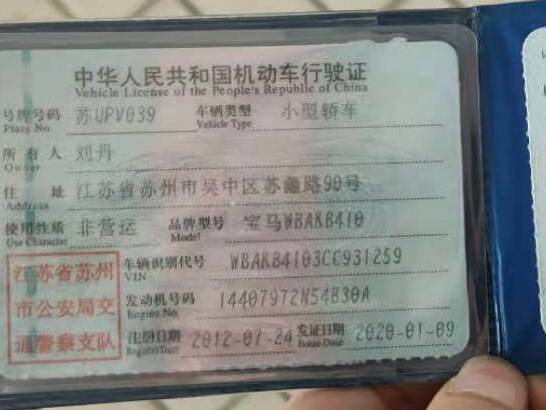 中华人民共和国机动车行驶证
Vehicle License of the People's Republic of China
号牌号码 苏UPV039 车辆类型 小型轿车
Plate No. Vehicle Type
所有人 刘丹
Owner
住址 江苏省苏州市吴中区苏蠡路90号
Address
使用性质 非营运 品牌型号 宝马WBAKB410
Use Character Model
江苏省苏州 车辆识别代号 WBAKB4103CC931259
VIN
市公安局交 发动机号码 14407972N54B30A
Engine No.
通警察支队 注册日期 2012-07-24 发证日期 2020-01-09
Register Date Issue Date